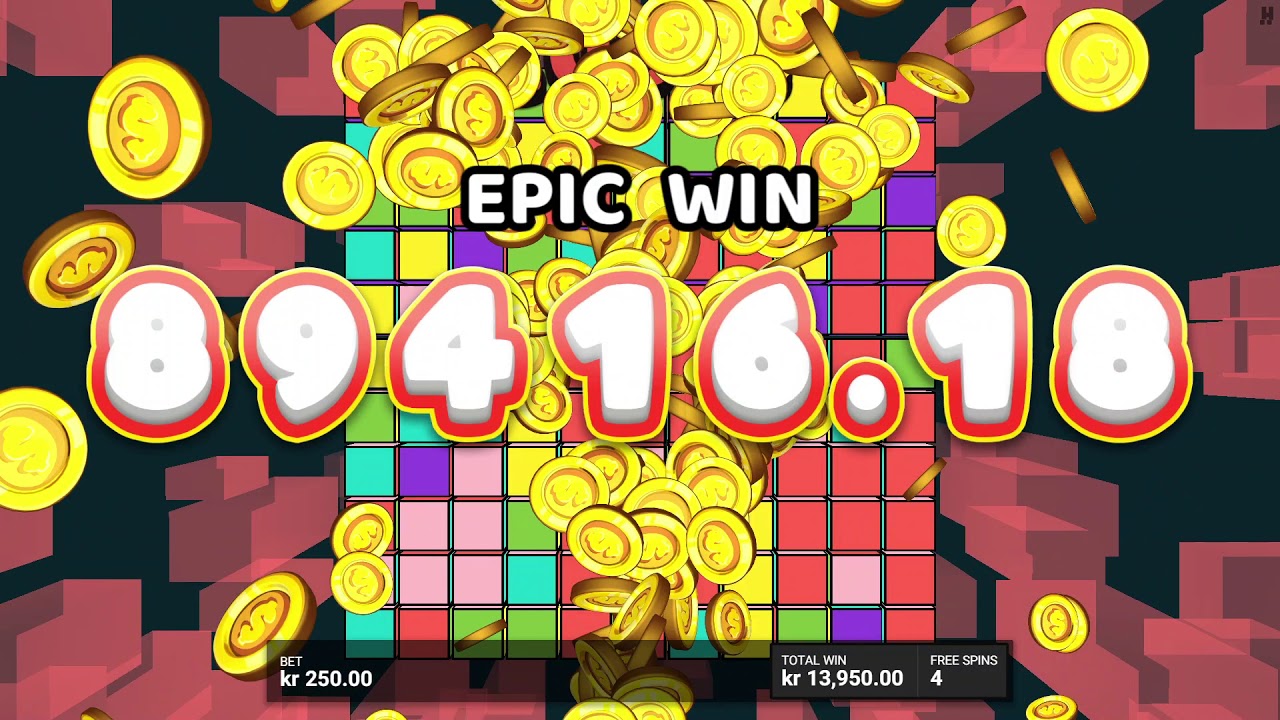 EPIC WIN
89416.18
BET
kr 250.00
TOTAL WIN
kr 13,950.00
FREE SPINS
4